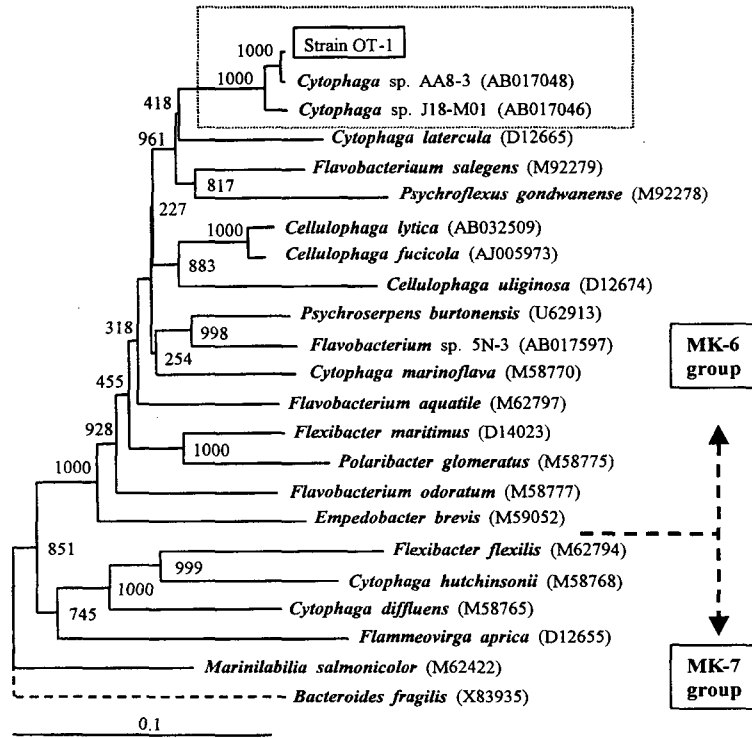 1000
Strain OT-1
1000
Cytophaga sp. AA8-3 (AB017048)
418
Cytophaga sp. J18-M01 (AB017046)
961
Cytophaga latercula (D12665)
Flavobacteriaum salegens (M92279)
817
Psychroflexus gondwanense (M92278)
227
1000
Cellulophaga lytica (AB032509)
Cellulophaga fucicola (AJ005973)
883
Cellulophaga uliginosa (D12674)
Psychroserpens burtonensis (U62913)
318
998
Flavobacterium sp. 5N-3 (AB017597)
MK-6
group
254
Cytophaga marinoflava (M58770)
455
Flavobacterium aquatile (M62797)
928
Flexibacter maritimus (D14023)
1000
Polaribacter glomeratus (M58775)
1000
Flavobacterium odoratum (M58777)
Empedobacter brevis (M59052)
851
Flexibacter flexilis (M62794)
999
Cytophaga hutchinsonii (M58768)
1000
Cytophaga diffluens (M58765)
745
Flammeovirga aprica (D12655)
Marinilabilia salmonicolor (M62422)
MK-7
group
Bacteroides fragilis (X83935)
0.1